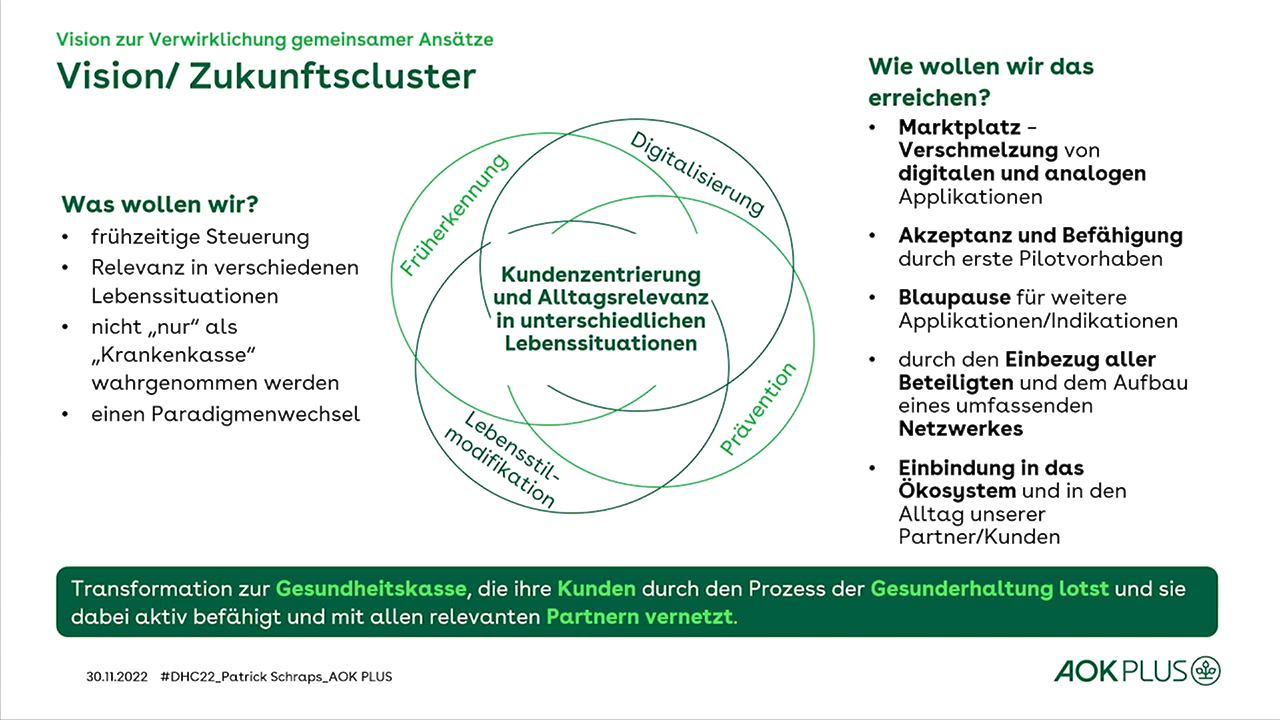 Vision zur Verwirklichung gemeinsamer Ansätze
Vision/ Zukunftscluster
Was wollen wir?
• frühzeitige Steuerung
• Relevanz in verschiedenen
Lebenssituationen
• nicht „nur“ als
„Krankenkasse“
wahrgenommen werden
• einen Paradigmenwechsel
Früherkennung
Digitalisierung
Kundenzentrierung
und Alltagsrelevanz
in unterschiedlichen
Lebenssituationen
Lebensstil-
modifikation
Prävention
Wie wollen wir das
erreichen?
• Marktplatz –
Verschmelzung von
digitalen und analogen
Applikationen
• Akzeptanz und Befähigung
durch erste Pilotvorhaben
• Blaupause für weitere
Applikationen/Indikationen
• durch den Einbezug aller
Beteiligten und dem Aufbau
eines umfassenden
Netzwerkes
• Einbindung in das
Ökosystem und in den
Alltag unserer
Partner/Kunden
Transformation zur Gesundheitskasse, die ihre Kunden durch den Prozess der Gesunderhaltung lotst und sie
dabei aktiv befähigt und mit allen relevanten Partnern vernetzt.
30.11.2022 #DHC22_Patrick Schraps_AOK PLUS
AOK PLUS